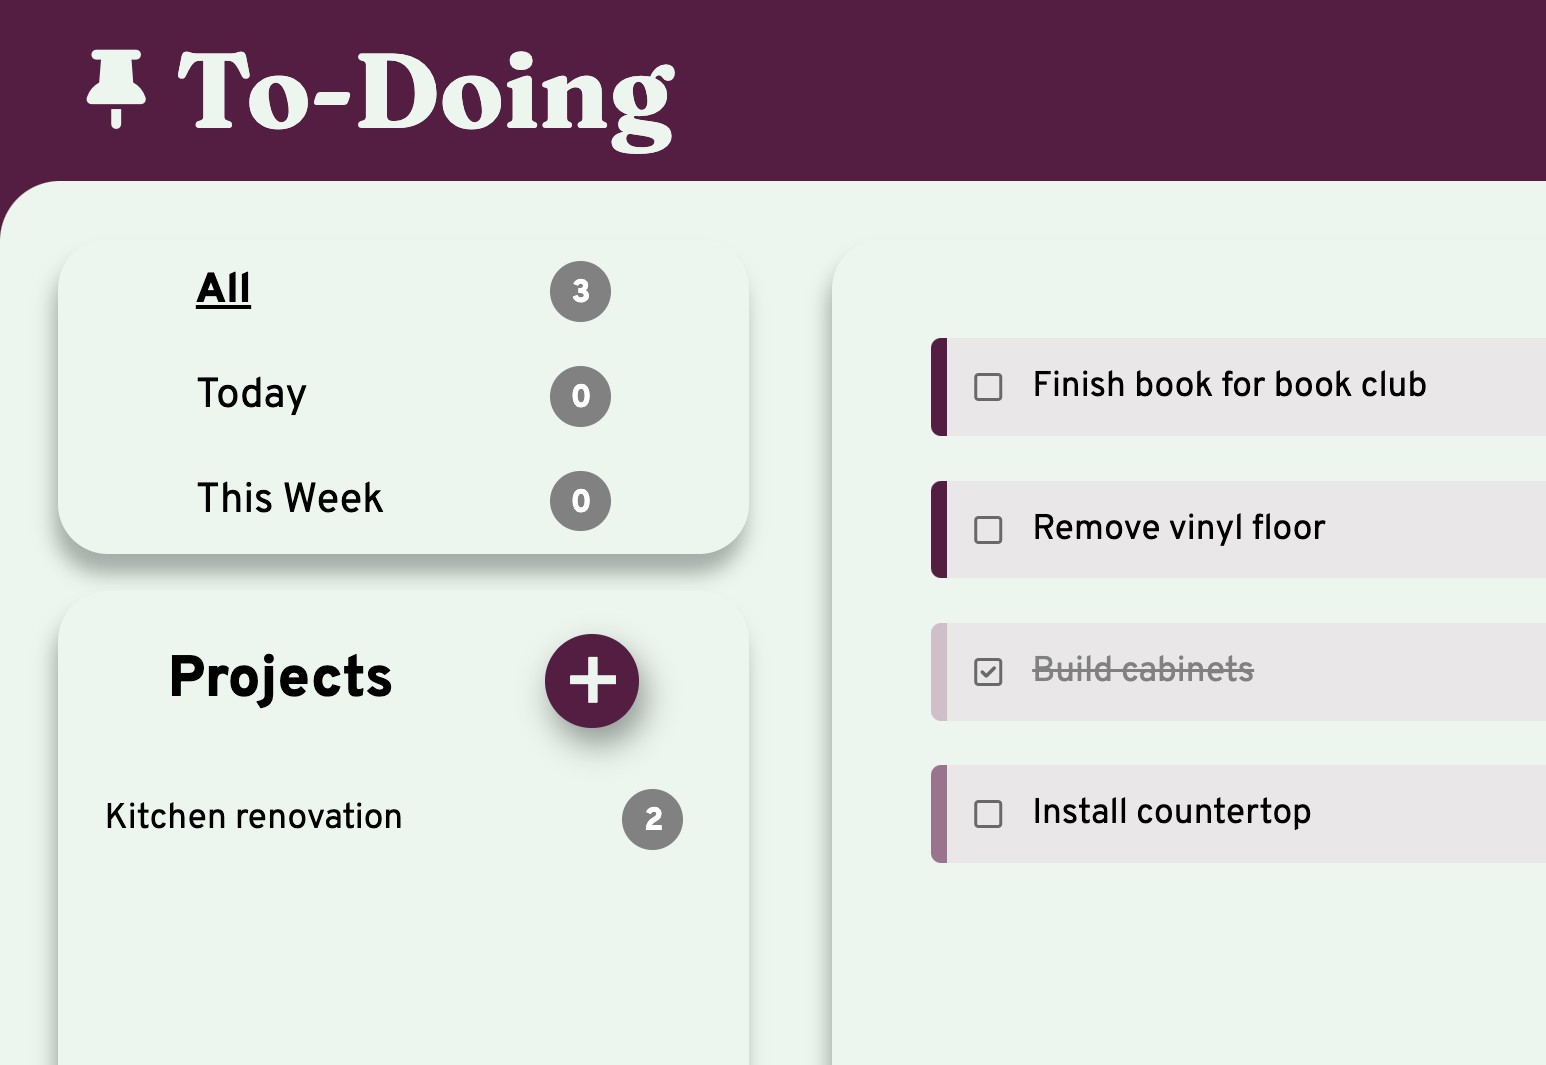 To-Doing
All 3
Today 0
This Week 0
Projects
Kitchen renovation 2
Finish book for book club
Remove vinyl floor
Build cabinets
Install countertop